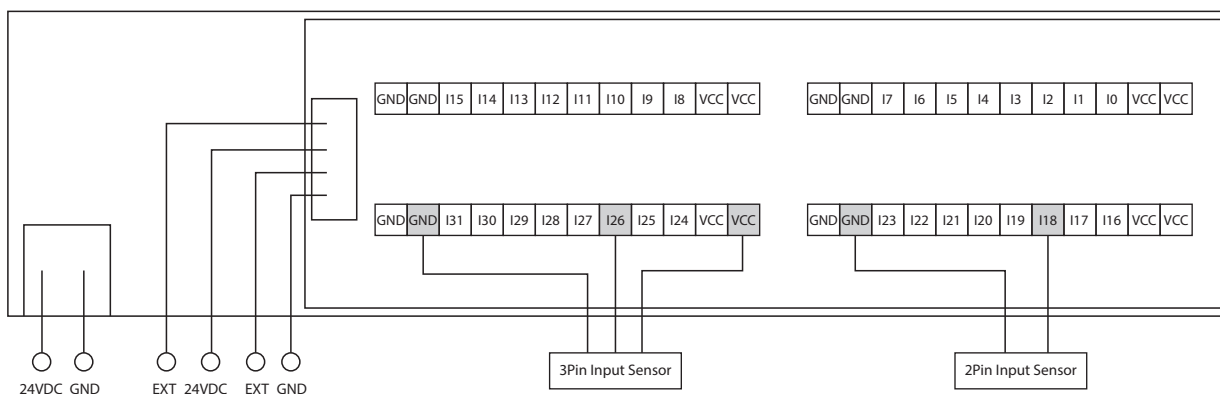 GND GND I15 I14 I13 I12 I11 I10 I9 I8 VCC VCC
GND GND I7 I6 I5 I4 I3 I2 I1 I0 VCC VCC
GND GND I31 I30 I29 I28 I27 I26 I25 I24 VCC VCC
GND GND I23 I22 I21 I20 I19 I18 I17 I16 VCC VCC
3Pin Input Sensor
2Pin Input Sensor
24VDC GND EXT 24VDC EXT GND